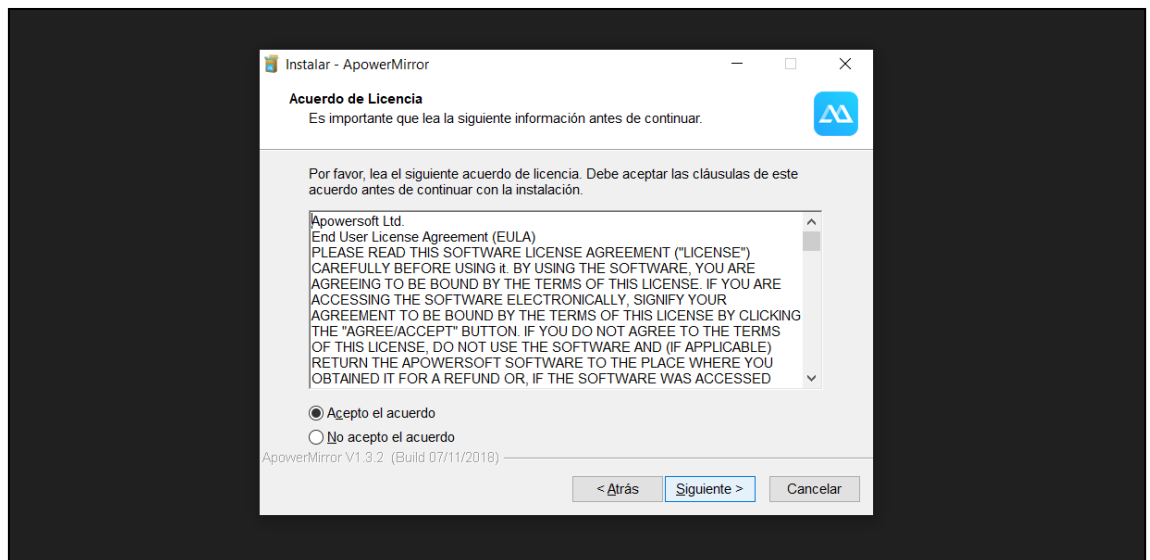 Instalar - ApowerMirror
Acuerdo de Licencia
Es importante que lea la siguiente información antes de continuar.
Por favor, lea el siguiente acuerdo de licencia. Debe aceptar las cláusulas de este
acuerdo antes de continuar con la instalación.
Apowersoft Ltd.
End User License Agreement (EULA)
PLEASE READ THIS SOFTWARE LICENSE AGREEMENT ("LICENSE")
CAREFULLY BEFORE USING it. BY USING THE SOFTWARE, YOU ARE
AGREEING TO BE BOUND BY THE TERMS OF THIS LICENSE. IF YOU ARE
ACCESSING THE SOFTWARE ELECTRONICALLY, SIGNIFY YOUR
AGREEMENT TO BE BOUND BY THE TERMS OF THIS LICENSE BY CLICKING
THE "AGREE/ACCEPT" BUTTON. IF YOU DO NOT AGREE TO THE TERMS
OF THIS LICENSE, DO NOT USE THE SOFTWARE AND (IF APPLICABLE)
RETURN THE APOWERSOFT SOFTWARE TO THE PLACE WHERE YOU
OBTAINED IT FOR A REFUND OR, IF THE SOFTWARE WAS ACCESSED
Acepto el acuerdo
No acepto el acuerdo
ApowerMirror V1.3.2 (Build 07/11/2018)
< Atrás
Siguiente >
Cancelar